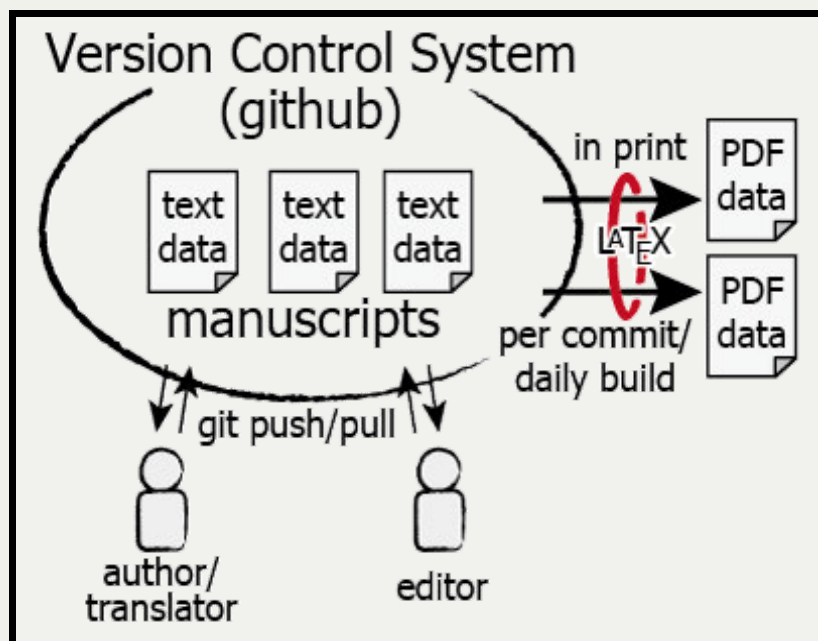 Version Control System
(github)
text
data
text
data
text
data
manuscripts
in print
LATEX
per commit/
daily build
PDF
data
PDF
data
git push/pull
author/
translator
editor